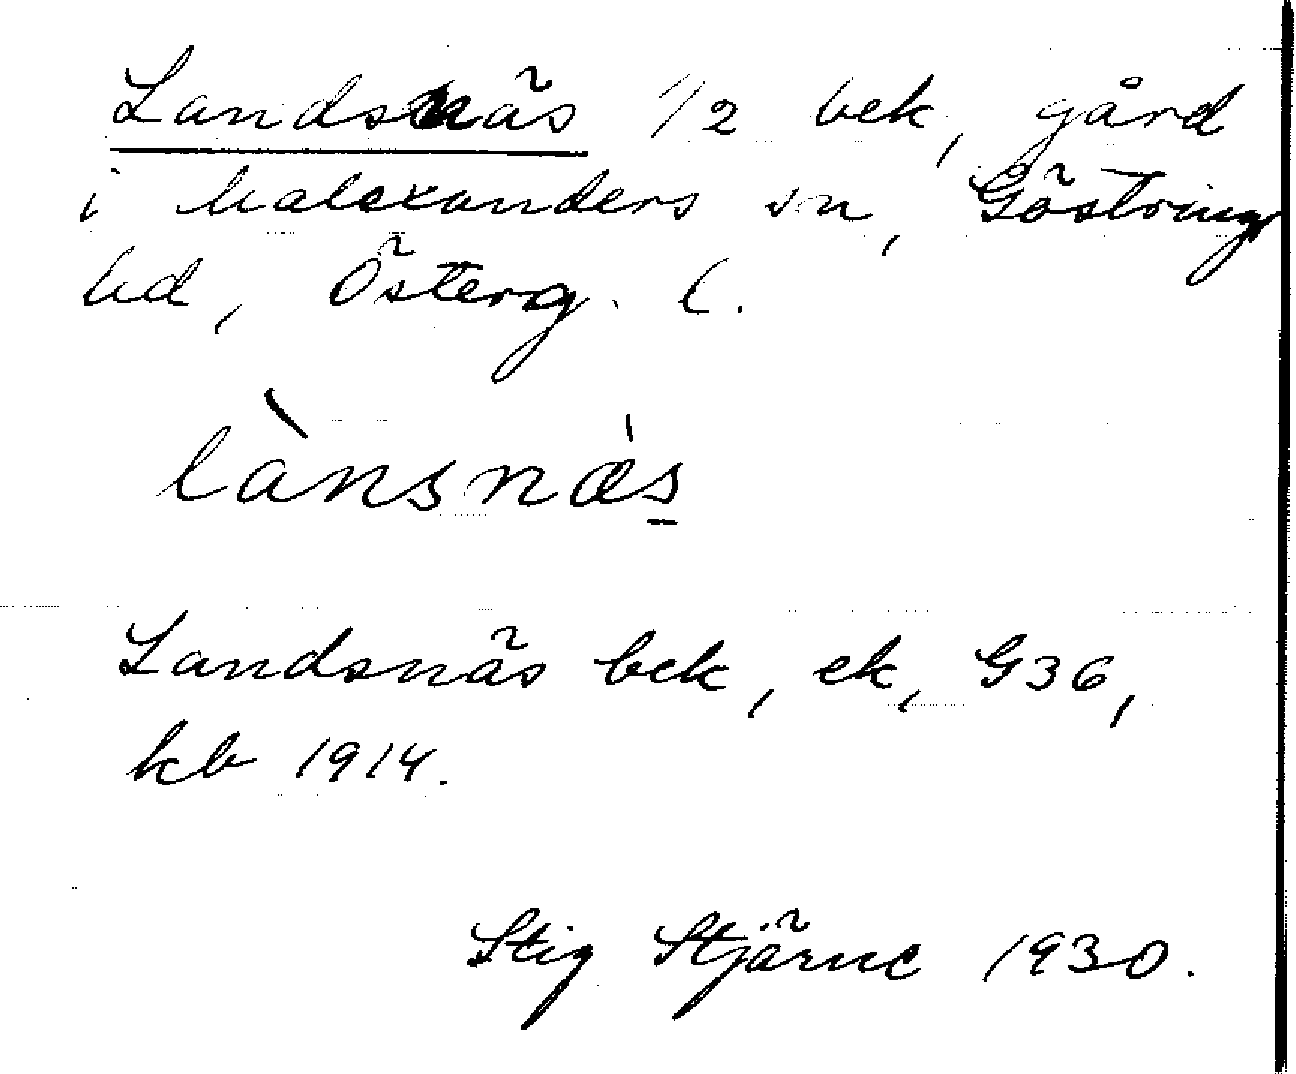 Landsnäs 1/2 bek, gård
i Malexanders sn, Göstring
hd, Österg. l.
lànsnæ̍s
Landsnäs bek, ek, G36,
kb 1914.
Stig Stjärne 1930.